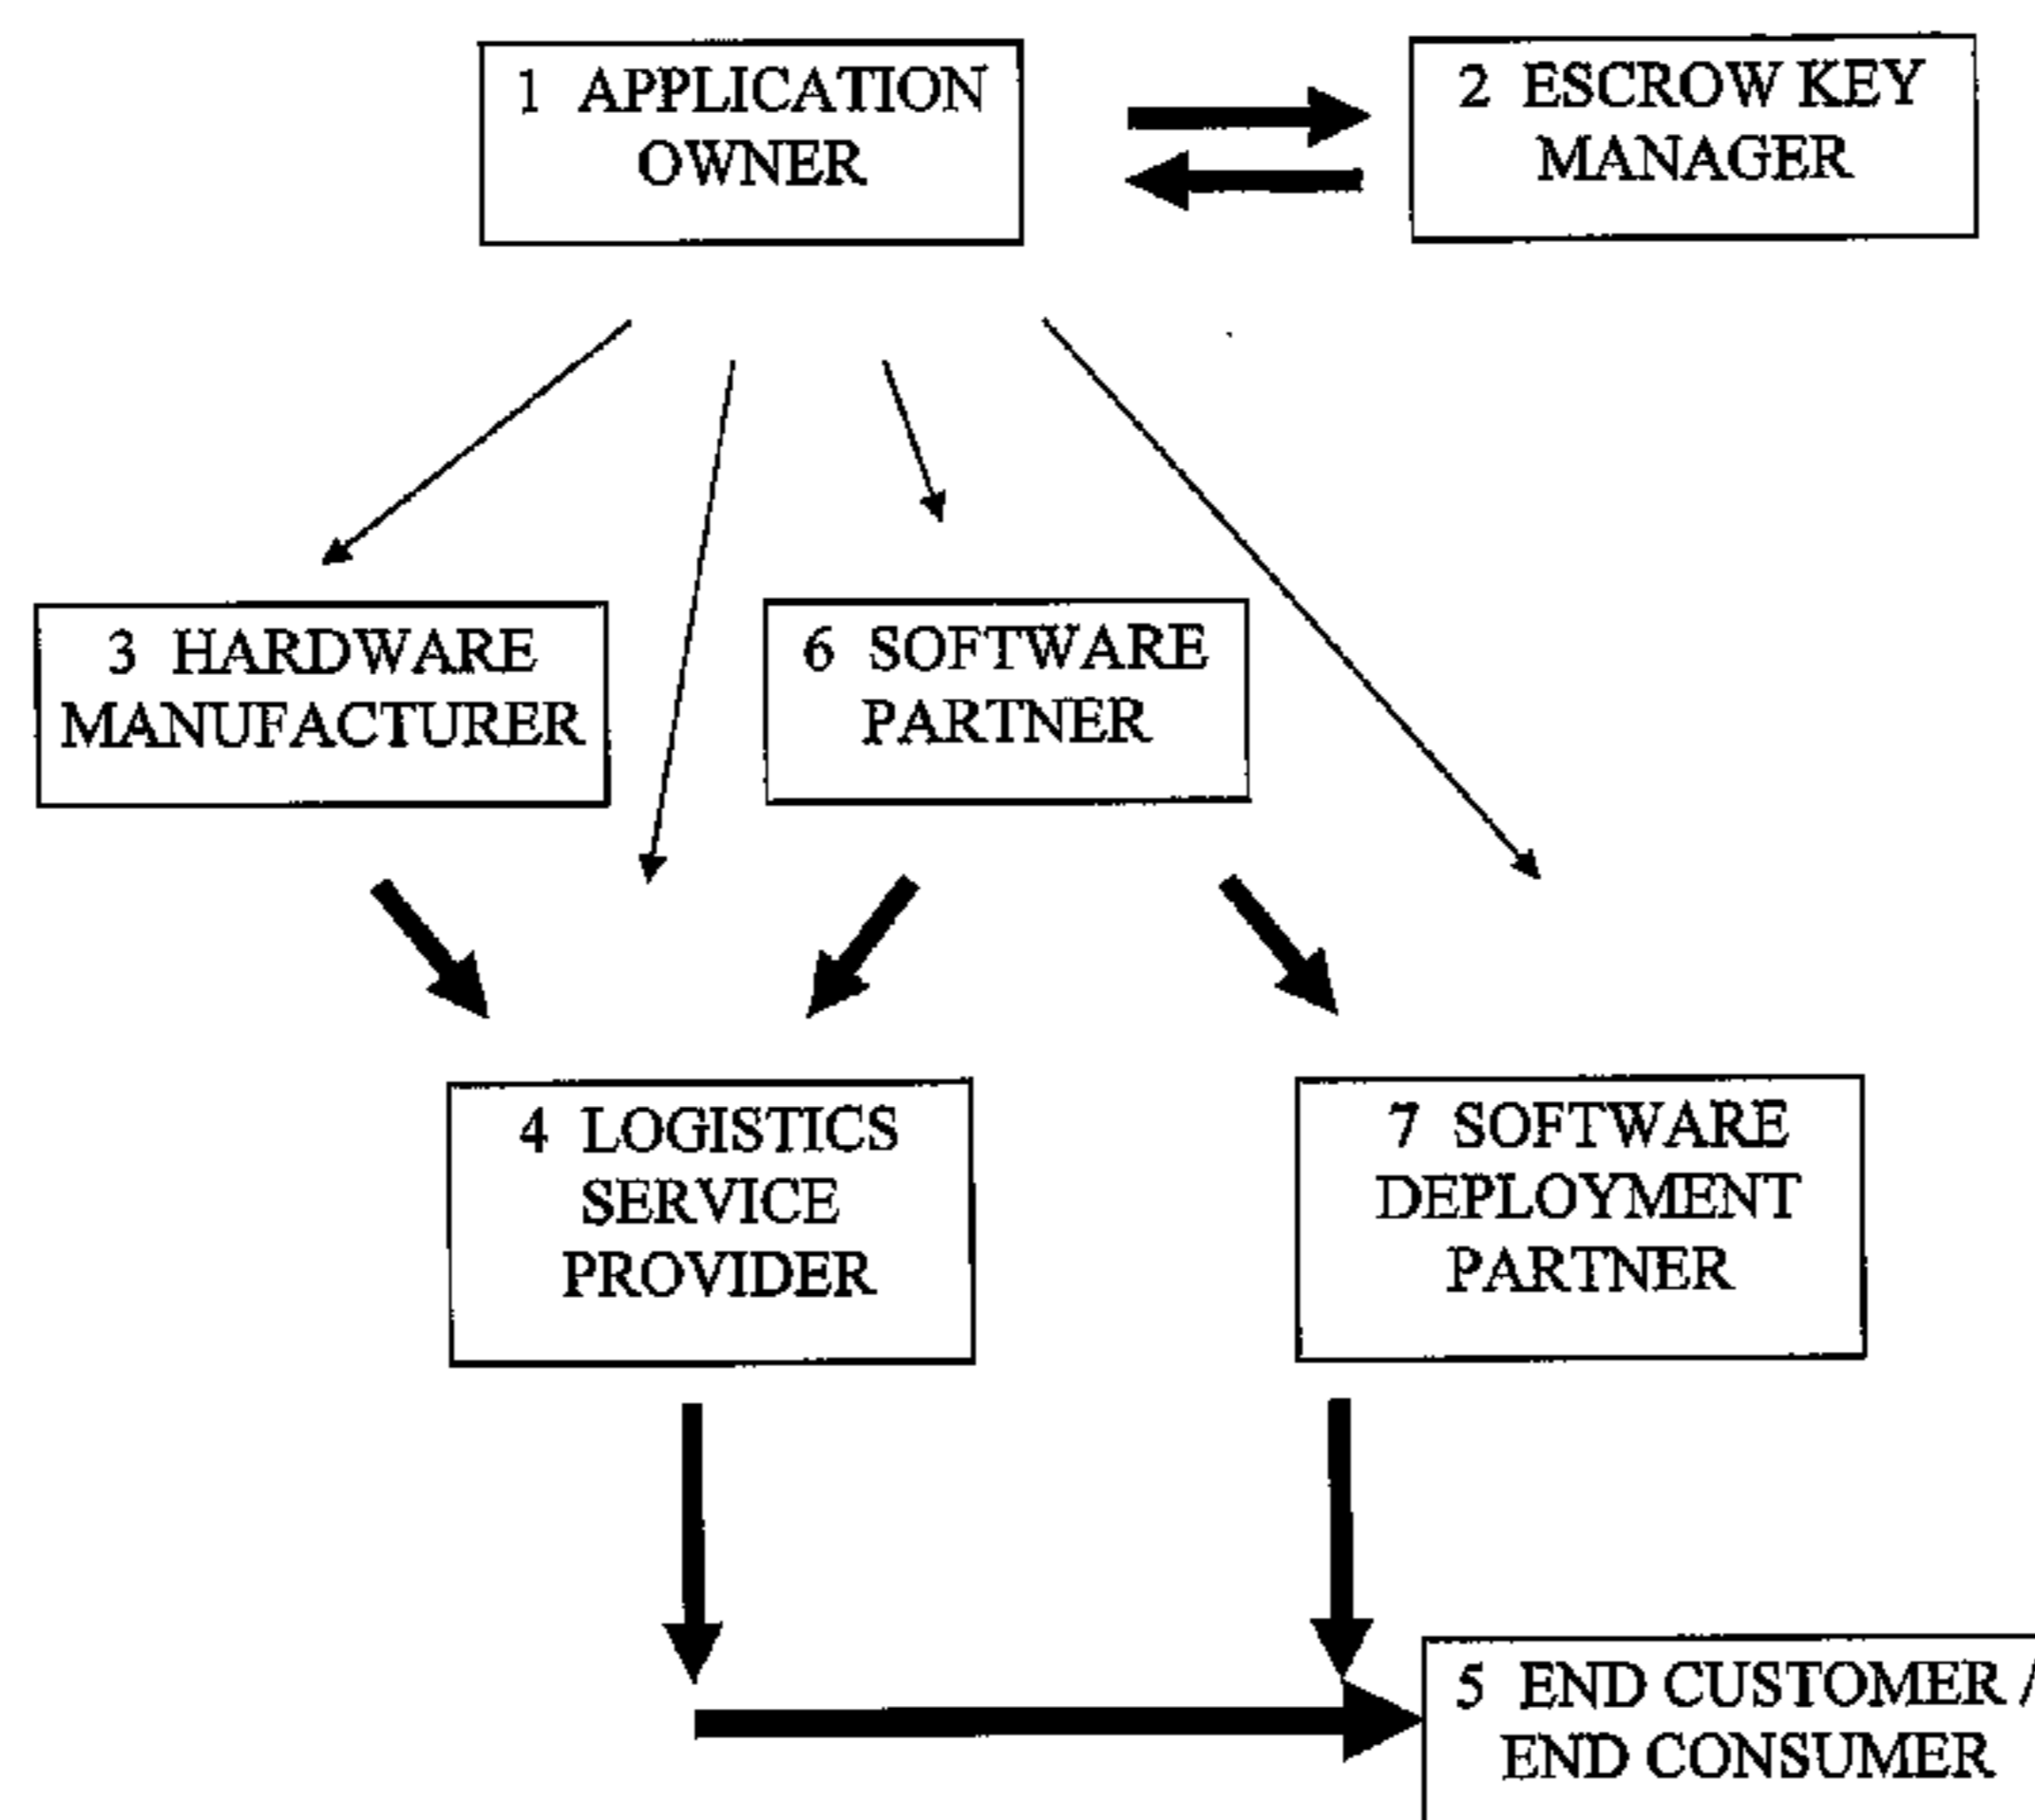 1 APPLICATION
OWNER
2 ESCROW KEY
MANAGER
3 HARDWARE
MANUFACTURER
6 SOFTWARE
PARTNER
4 LOGISTICS
SERVICE
PROVIDER
7 SOFTWARE
DEPLOYMENT
PARTNER
5 END CUSTOMER /
END CONSUMER